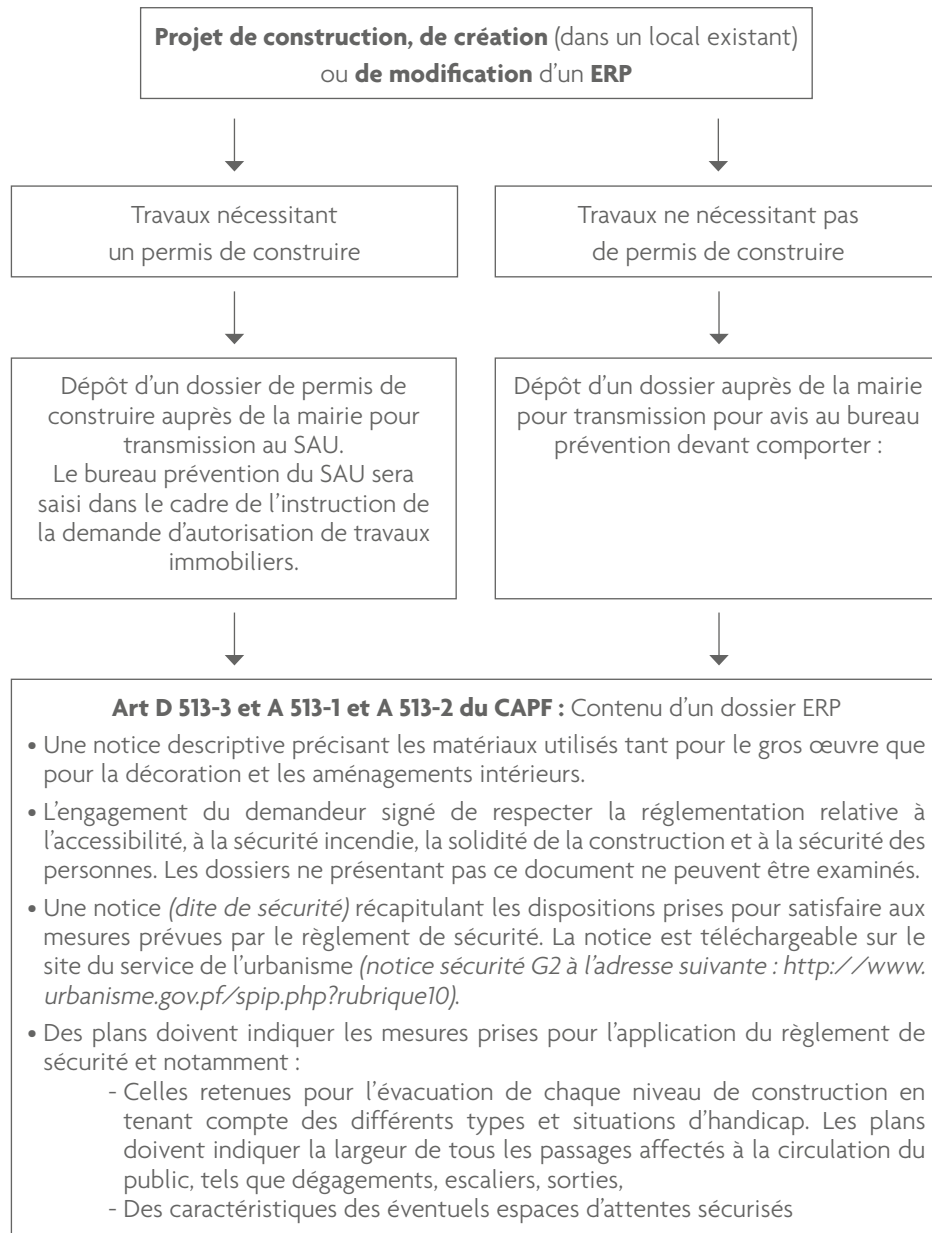 Projet de construction, de création (dans un local existant)
ou de modification d’un ERP
Travaux nécessitant
un permis de construire
Travaux ne nécessitant pas
de permis de construire
Dépôt d’un dossier de permis de
construire auprès de la mairie pour
transmission au SAU.
Le bureau prévention du SAU sera
saisi dans le cadre de l’instruction de
la demande d’autorisation de travaux
immobiliers.
Dépôt d’un dossier auprès de la mairie
pour transmission pour avis au bureau
prévention devant comporter :
Art D 513-3 et A 513-1 et A 513-2 du CAPF : Contenu d’un dossier ERP
• Une notice descriptive précisant les matériaux utilisés tant pour le gros œuvre que
pour la décoration et les aménagements intérieurs.
• L’engagement du demandeur signé de respecter la réglementation relative à
l’accessibilité, à la sécurité incendie, la solidité de la construction et à la sécurité des
personnes. Les dossiers ne présentant pas ce document ne peuvent être examinés.
• Une notice (dite de sécurité) récapitulant les dispositions prises pour satisfaire aux
mesures prévues par le règlement de sécurité. La notice est téléchargeable sur le
site du service de l’urbanisme (notice sécurité G2 à l’adresse suivante : http://www.
urbanisme.gov.pf/spip.php?rubrique10).
• Des plans doivent indiquer les mesures prises pour l’application du règlement de
sécurité et notamment :
- Celles retenues pour l’évacuation de chaque niveau de construction en
tenant compte des différents types et situations d’handicap. Les plans
doivent indiquer la largeur de tous les passages affectés à la circulation du
public, tels que dégagements, escaliers, sorties,
- Des caractéristiques des éventuels espaces d’attentes sécurisés